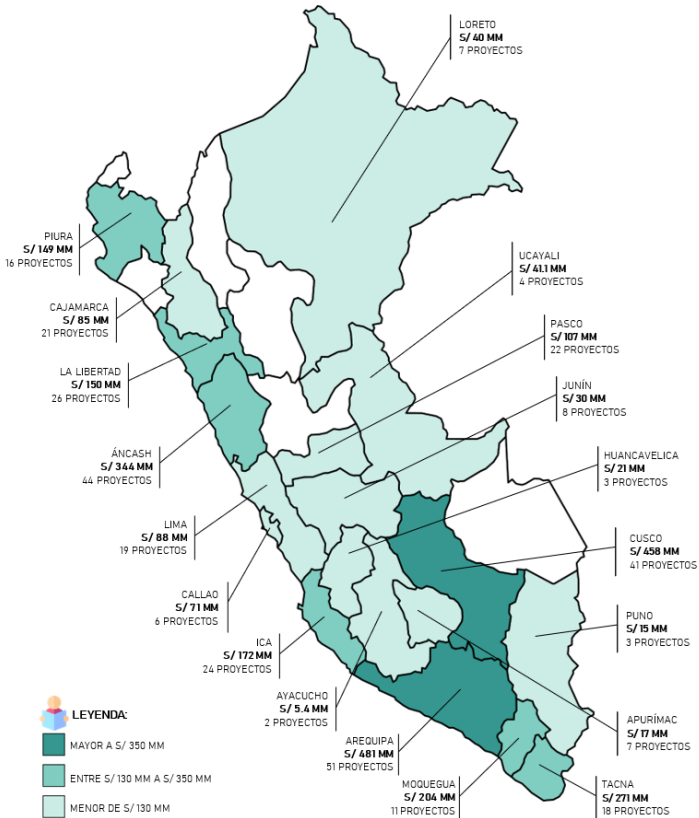 LORETO
S/ 40 MM
7 PROYECTOS
PIURA
S/ 149 MM
16 PROYECTOS
UCAYALI
S/ 41.1 MM
4 PROYECTOS
CAJAMARCA
S/ 85 MM
21 PROYECTOS
PASCO
S/ 107 MM
22 PROYECTOS
LA LIBERTAD
S/ 150 MM
26 PROYECTOS
JUNÍN
S/ 30 MM
8 PROYECTOS
ÁNCASH
S/ 344 MM
44 PROYECTOS
HUANCAVELICA
S/ 21 MM
3 PROYECTOS
LIMA
S/ 88 MM
19 PROYECTOS
CUSCO
S/ 458 MM
41 PROYECTOS
CALLAO
S/ 71 MM
6 PROYECTOS
PUNO
S/ 15 MM
3 PROYECTOS
ICA
S/ 172 MM
24 PROYECTOS
AYACUCHO
S/ 5.4 MM
2 PROYECTOS
APURÍMAC
S/ 17 MM
7 PROYECTOS
AREQUIPA
S/ 481 MM
51 PROYECTOS
MOQUEGUA
S/ 204 MM
11 PROYECTOS
TACNA
S/ 271 MM
18 PROYECTOS
LEYENDA:
MAYOR A S/ 350 MM
ENTRE S/ 130 MM A S/ 350 MM
MENOR DE S/ 130 MM